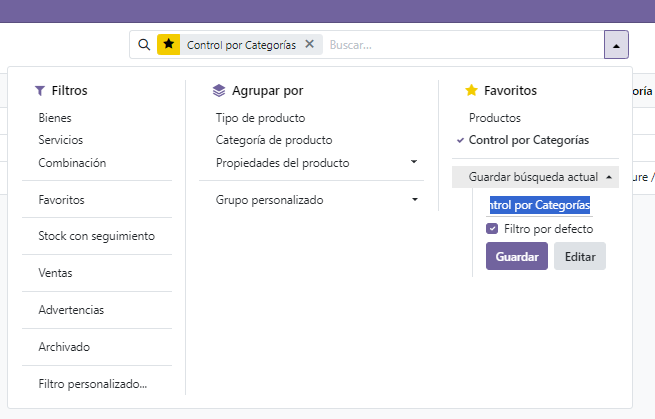 Control por Categorías
Buscar...
Filtros
Bienes
Servicios
Combinación
Favoritos
Stock con seguimiento
Ventas
Advertencias
Archivado
Filtro personalizado...
Agrupar por
Tipo de producto
Categoría de producto
Propiedades del producto
Grupo personalizado
Favoritos
Productos
Control por Categorías
Guardar búsqueda actual
ntrol por Categorías
Filtro por defecto
Guardar Editar
oría
ure /